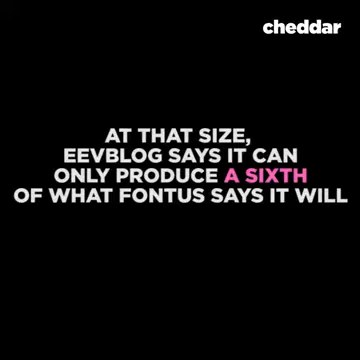 cheddar
AT THAT SIZE,
EEVBLOG SAYS IT CAN
ONLY PRODUCE A SIXTH
OF WHAT FONTUS SAYS IT WILL